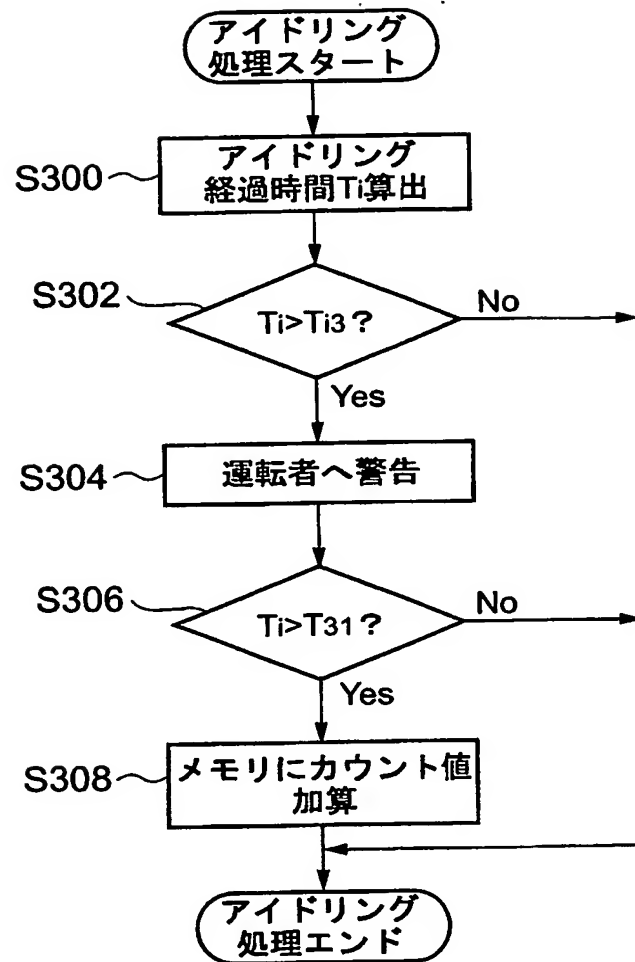 アイドリング
処理スタート
S300
アイドリング
経過時間Ti算出
S302
Ti>Ti3？
No
Yes
S304
運転者へ警告
S306
Ti>T31？
No
Yes
S308
メモリにカウント値
加算
アイドリング
処理エンド